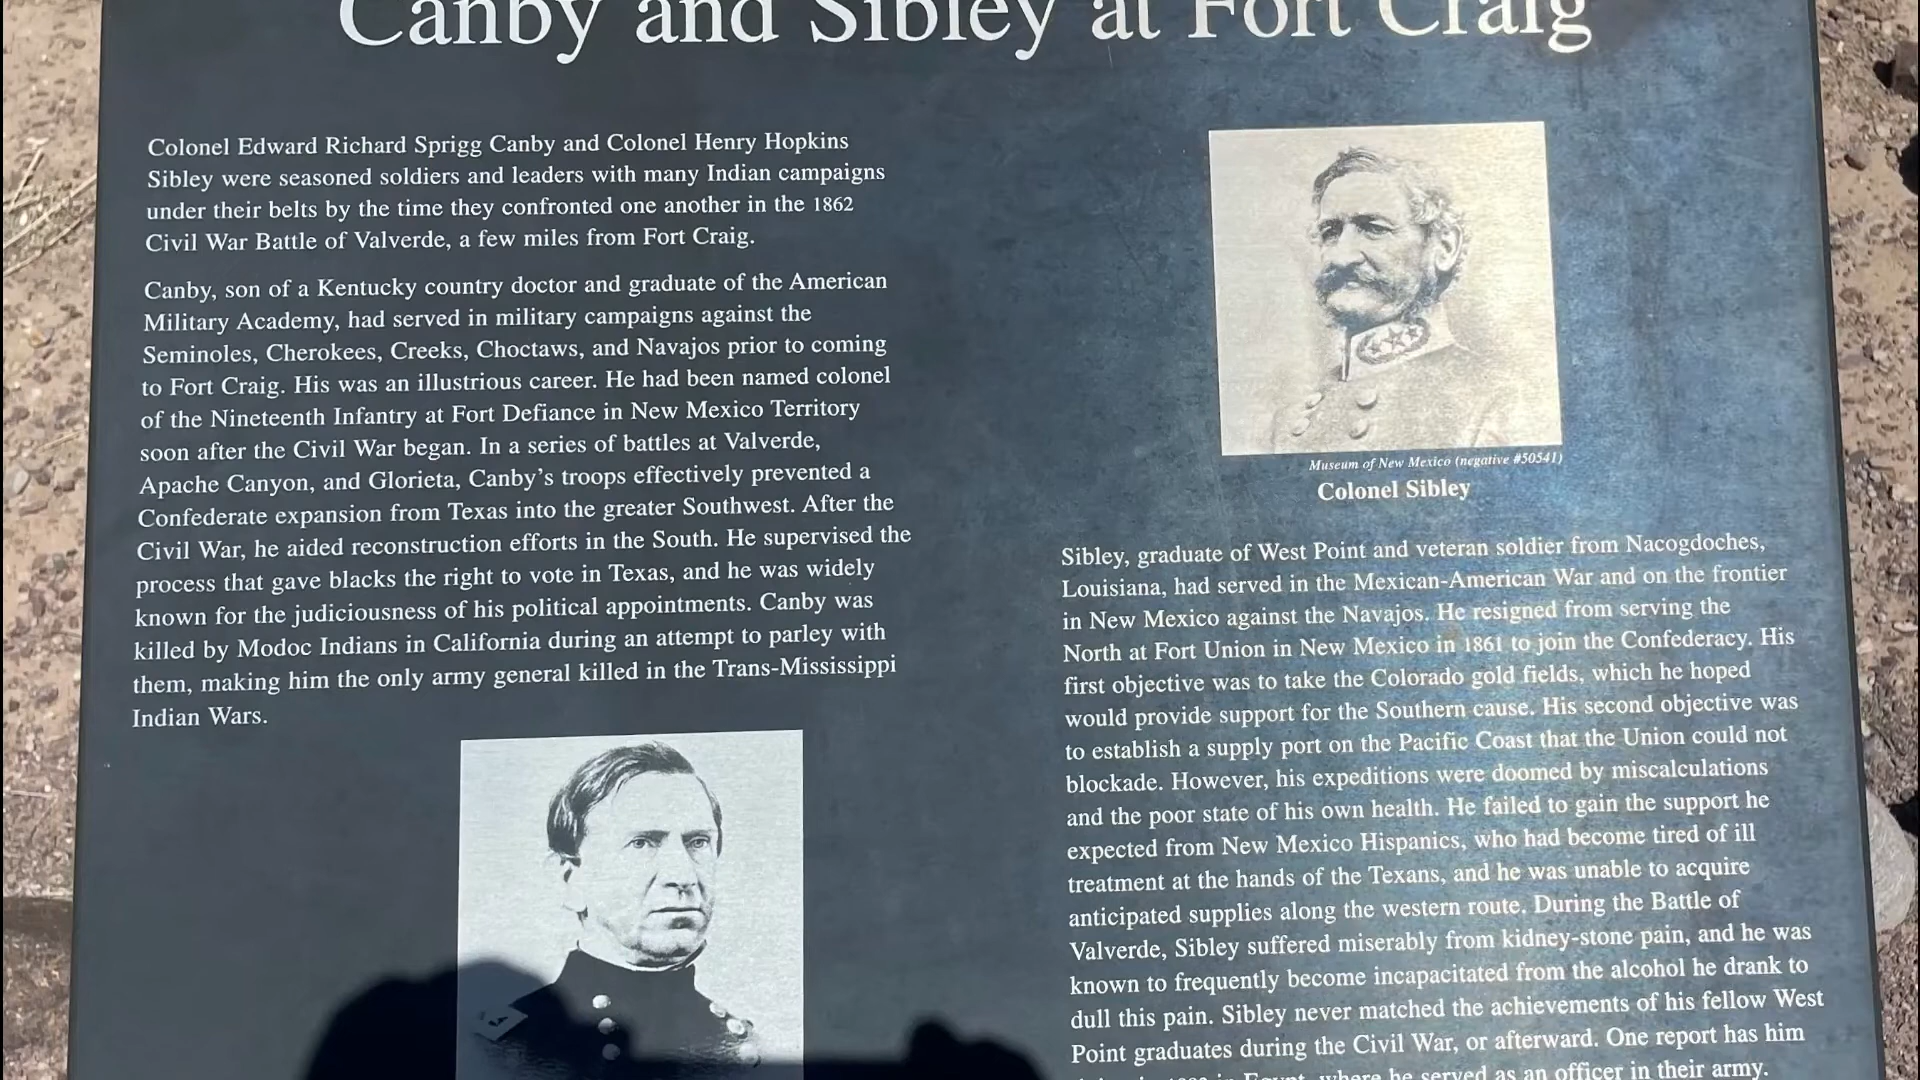 Canby and Sibley at Fort Craig
Colonel Edward Richard Sprigg Canby and Colonel Henry Hopkins
Sibley were seasoned soldiers and leaders with many Indian campaigns
under their belts by the time they confronted one another in the 1862
Civil War Battle of Valverde, a few miles from Fort Craig.
Canby, son of a Kentucky country doctor and graduate of the American
Military Academy, had served in military campaigns against the
Seminoles, Cherokees, Creeks, Choctaws, and Navajos prior to coming
to Fort Craig. His was an illustrious career. He had been named colonel
of the Nineteenth Infantry at Fort Defiance in New Mexico Territory
soon after the Civil War began. In a series of battles at Valverde,
Apache Canyon, and Glorieta, Canby's troops effectively prevented a
Confederate expansion from Texas into the greater Southwest. After the
Civil War, he aided reconstruction efforts in the South. He supervised the
process that gave blacks the right to vote in Texas, and he was widely
known for the judiciousness of his political appointments. Canby was
killed by Modoc Indians in California during an attempt to parley with
them, making him the only army general killed in the Trans-Mississippi
Indian Wars.
Museum of New Mexico (negative #50541)
Colonel Sibley
Sibley, graduate of West Point and veteran soldier from Nacogdoches,
Louisiana, had served in the Mexican-American War and on the frontier
in New Mexico against the Navajos. He resigned from serving the
North at Fort Union in New Mexico in 1861 to join the Confederacy. His
first objective was to take the Colorado gold fields, which he hoped
would provide support for the Southern cause. His second objective was
to establish a supply port on the Pacific Coast that the Union could not
blockade. However, his expeditions were doomed by miscalculations
and the poor state of his own health. He failed to gain the support he
expected from New Mexico Hispanics, who had become tired of ill
treatment at the hands of the Texans, and he was unable to acquire
anticipated supplies along the western route. During the Battle of
Valverde, Sibley suffered miserably from kidney-stone pain, and he was
known to frequently become incapacitated from the alcohol he drank to
dull this pain. Sibley never matched the achievements of his fellow West
Point graduates during the Civil War, or afterward. One report has him
in Egypt, where he served as an officer in their army.